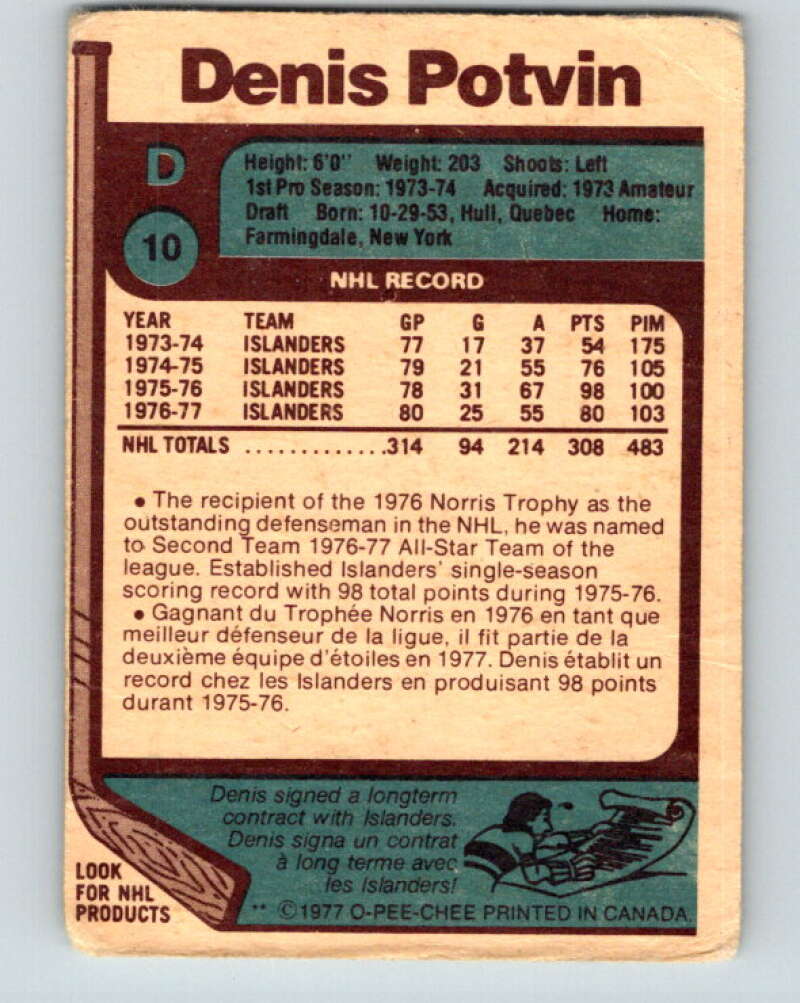 Denis Potvin
D
10
Height: 6'0" Weight: 203 Shoots: Left
1st Pro Season: 1973-74 Acquired: 1973 Amateur
Draft Born: 10-29-53, Hull, Quebec Home:
Farmingdale, New York
NHL RECORD
YEAR TEAM GP G A PTS PIM
1973-74 ISLANDERS 77 17 37 54 175
1974-75 ISLANDERS 79 21 55 76 105
1975-76 ISLANDERS 78 31 67 98 100
1976-77 ISLANDERS 80 25 55 80 103
NHL TOTALS .............314 94 214 308 483
• The recipient of the 1976 Norris Trophy as the
outstanding defenseman in the NHL, he was named
to Second Team 1976-77 All-Star Team of the
league. Established Islanders' single-season
scoring record with 98 total points during 1975-76.
• Gagnant du Trophée Norris en 1976 en tant que
meilleur défenseur de la ligue, il fit partie de la
deuxième équipe d'étoiles en 1977. Denis établit un
record chez les Islanders en produisant 98 points
durant 1975-76.
Denis signed a longterm
contract with Islanders.
Denis signa un contrat
à long terme avec
les Islanders!
LOOK
FOR NHL
PRODUCTS
** ©1977 O-PEE-CHEE PRINTED IN CANADA.